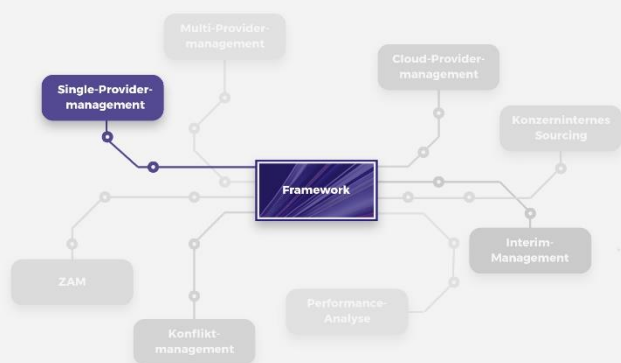 Multi-Provider-
management
Cloud-Provider-
management
Single-Provider-
management
Konzerninternes
Sourcing
Framework
Interim-
Management
ZAM
Performance-
Analyse
Konflikt-
management